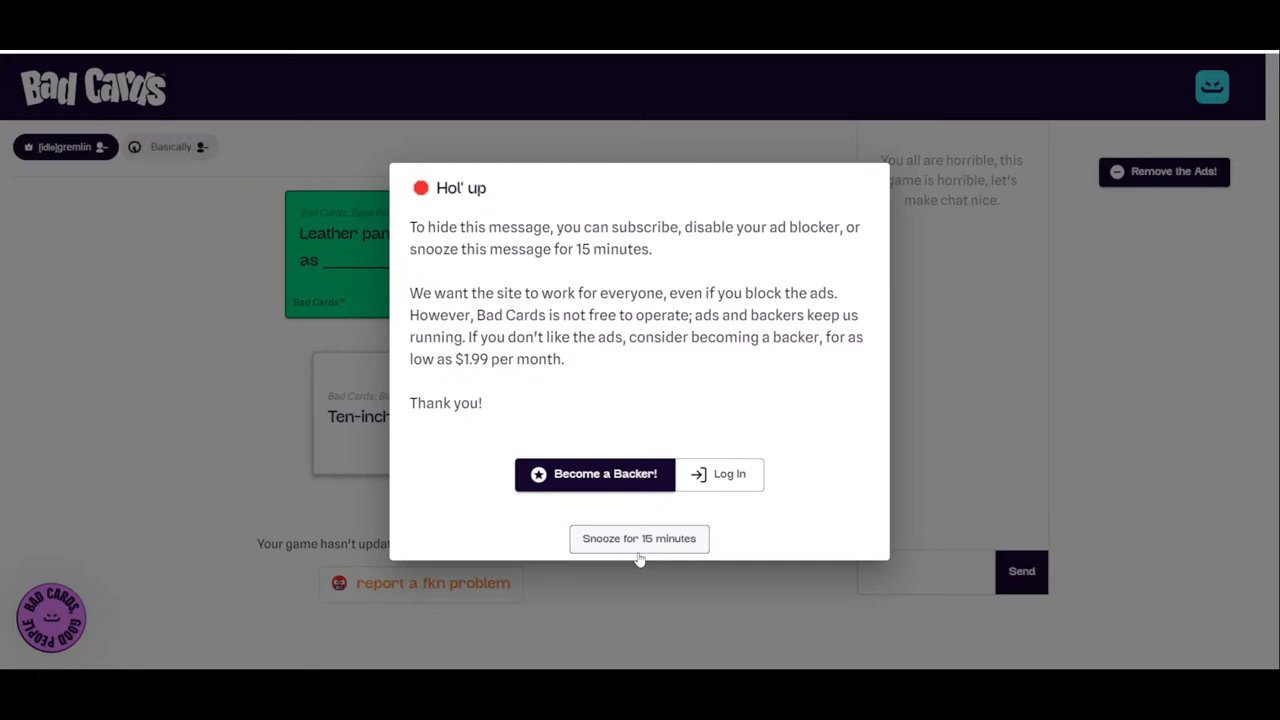 Bad Cards™
[idle]gremlin
Basically
You all are horrible, this
game is horrible, let's
make chat nice.
Remove the Ads!
Leather pan
as
Bad Cards™
Ten-inch
Hol' up
To hide this message, you can subscribe, disable your ad blocker, or
snooze this message for 15 minutes.
We want the site to work for everyone, even if you block the ads.
However, Bad Cards is not free to operate; ads and backers keep us
running. If you don't like the ads, consider becoming a backer, for as
low as $1.99 per month.
Thank you!
Become a Backer!
Log In
Snooze for 15 minutes
Your game hasn't updat
report a fkn problem
Send
BAD CARDS,
GOOD PEOPLE